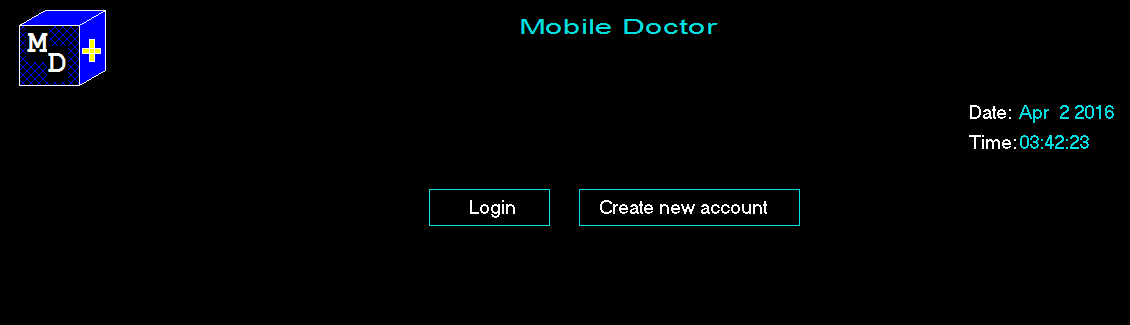 Mobile Doctor
M
D
Date: Apr 2 2016
Time: 03:42:23
Login
Create new account